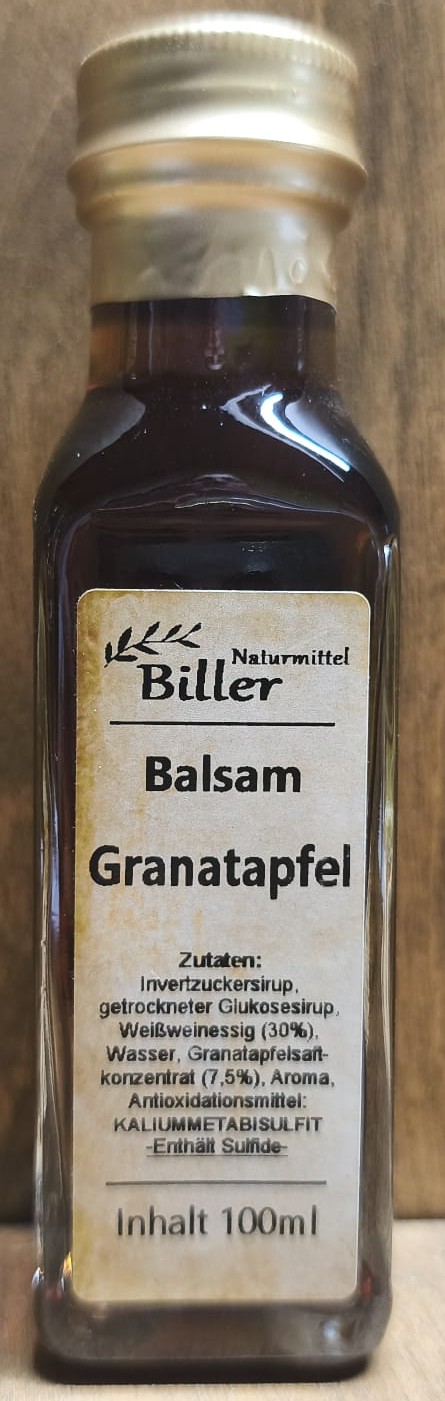 Naturmittel
Biller
Balsam
Granatapfel
Zutaten:
Invertzuckersirup,
getrockneter Glukosesirup,
Weißweinessig (30%),
Wasser, Granatapfelsaft-
konzentrat (7,5%), Aroma,
Antioxidationsmittel:
KALIUMMETABISULFIT
-Enthält Sulfide-
Inhalt 100ml